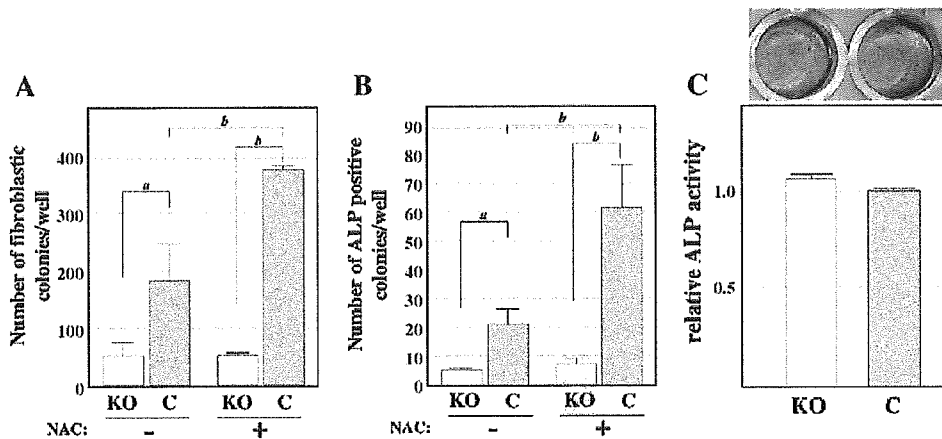 A
Number of fibroblastic
colonies/well
400
300
200
100
0
a
b
b
KO C KO C
NAC: - +
B
Number of ALP positive
colonies/well
90
80
70
60
50
40
30
20
10
0
a
b
b
KO C KO C
NAC: - +
C
relative ALP activity
1.0
0.5
KO C